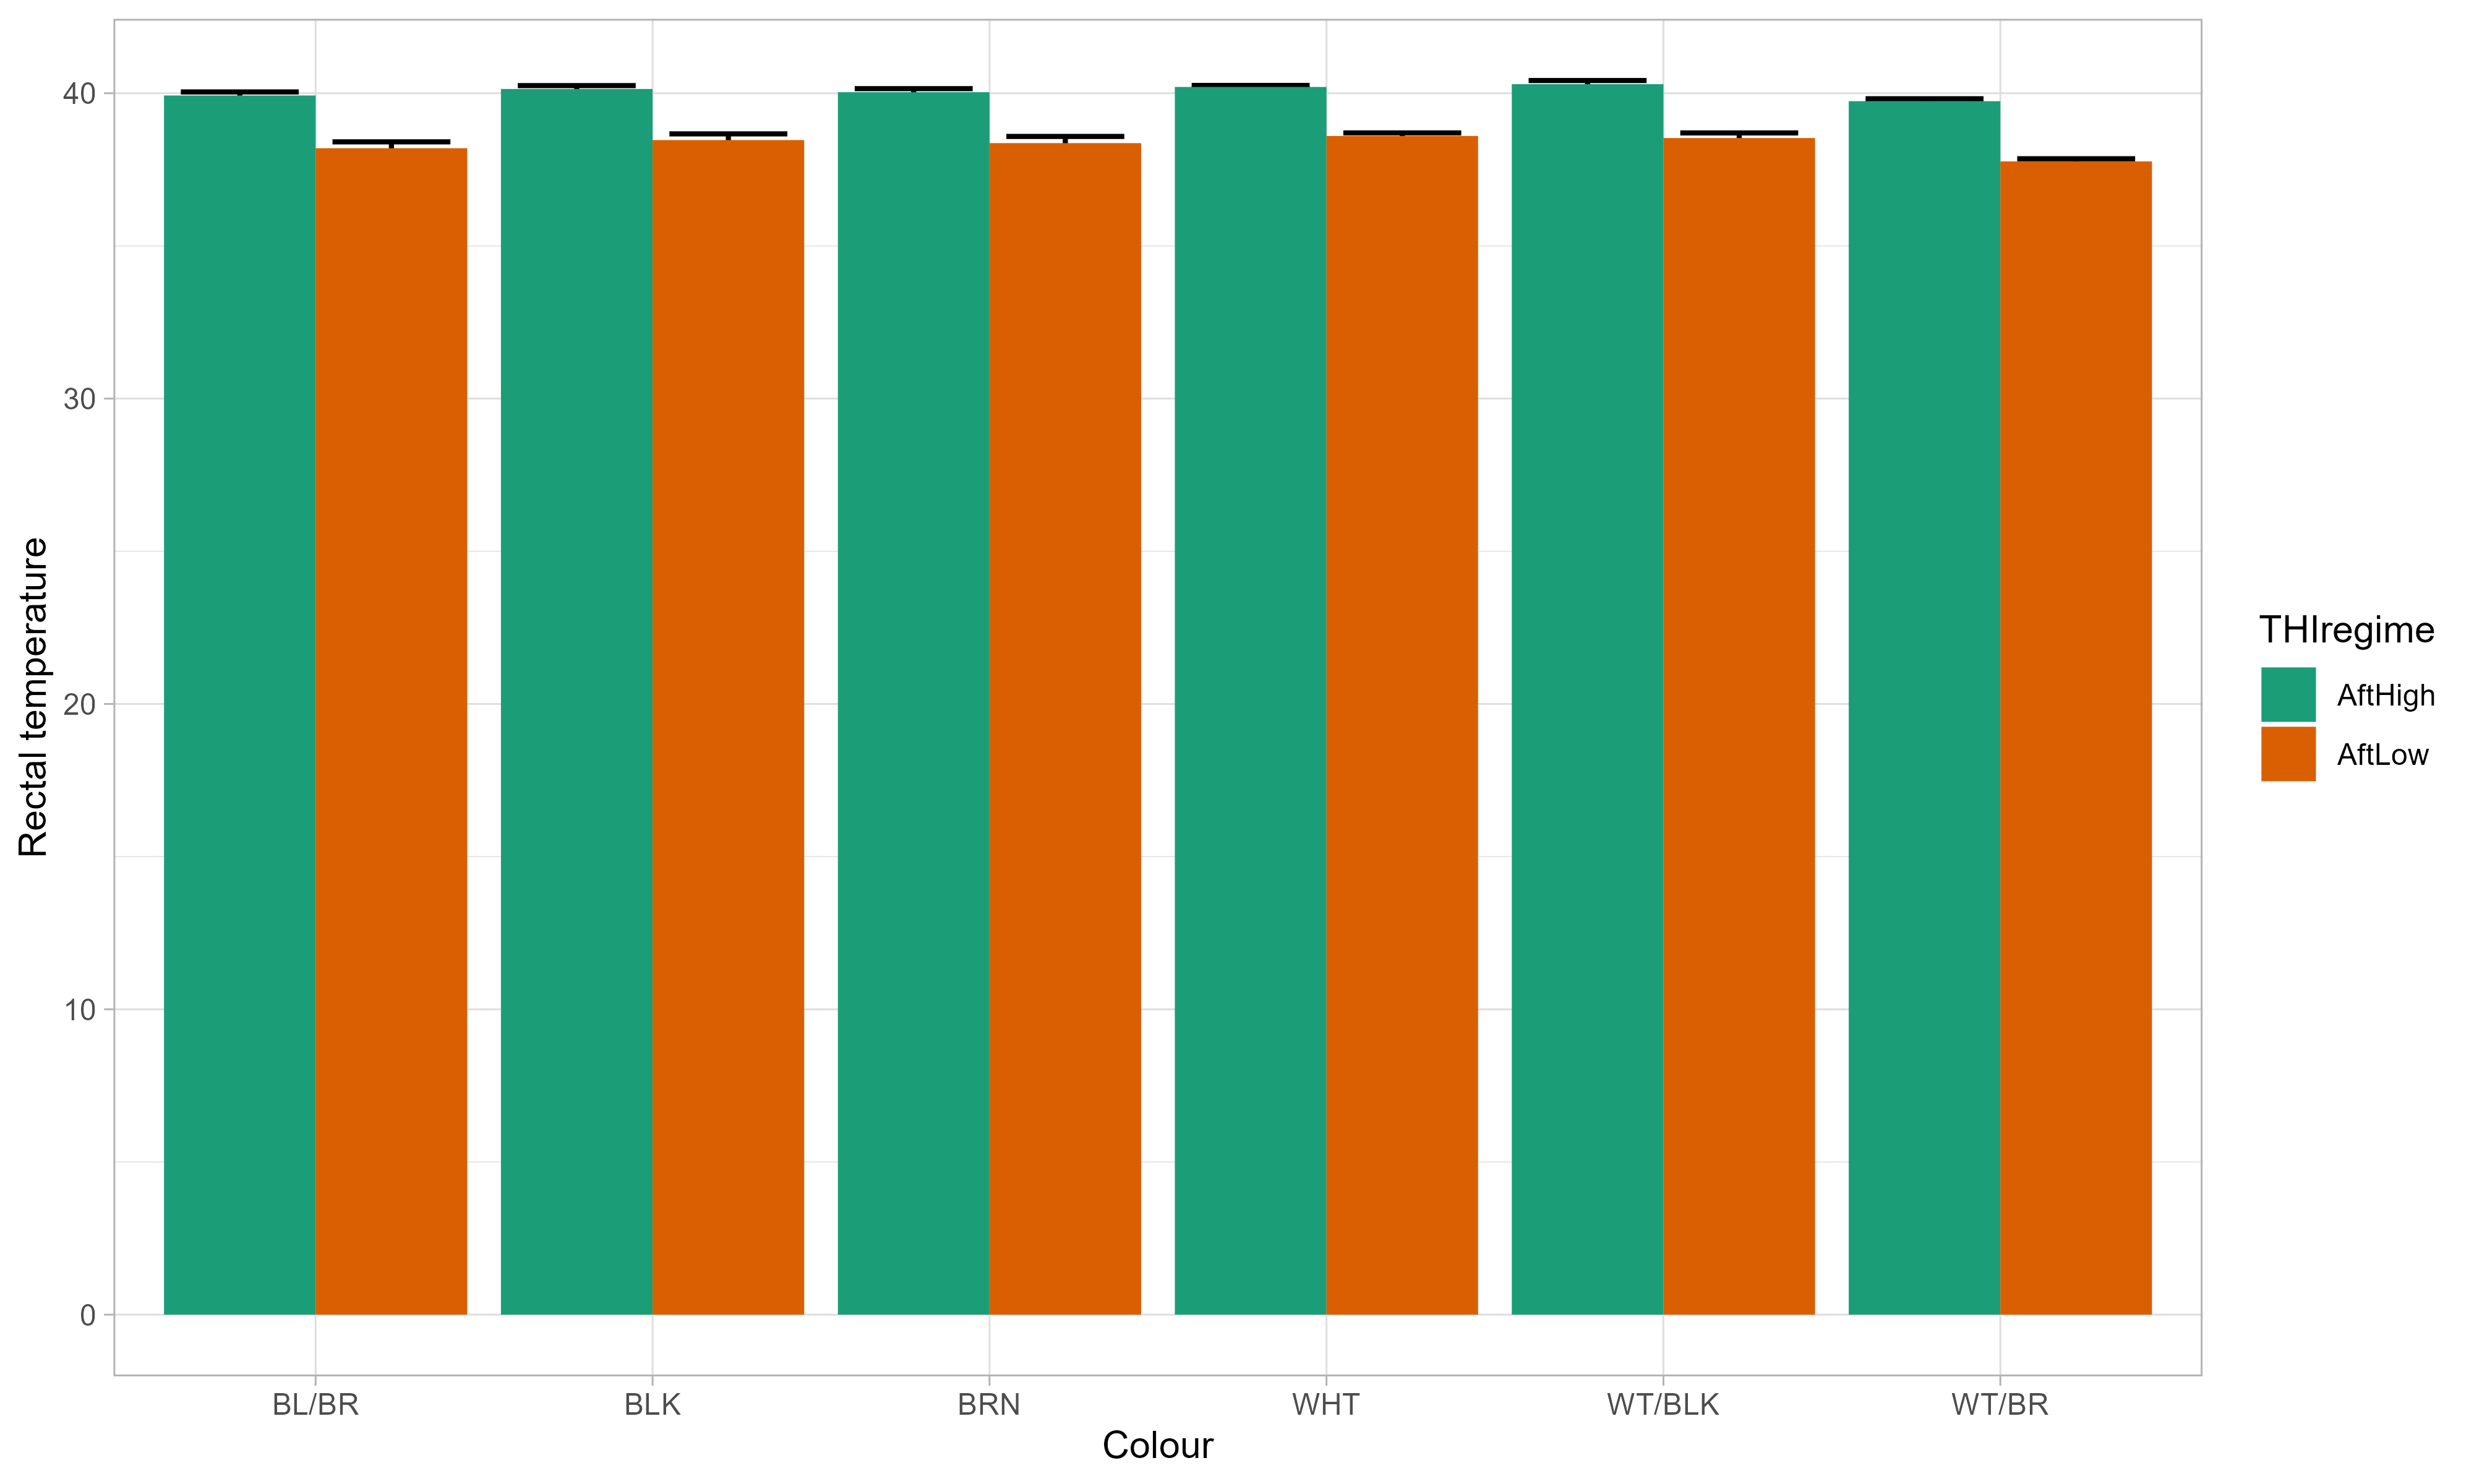 Rectal temperature
40
30
20
10
0
BL/BR BLK BRN WHT WT/BLK WT/BR
Colour
THIregime
AftHigh
AftLow